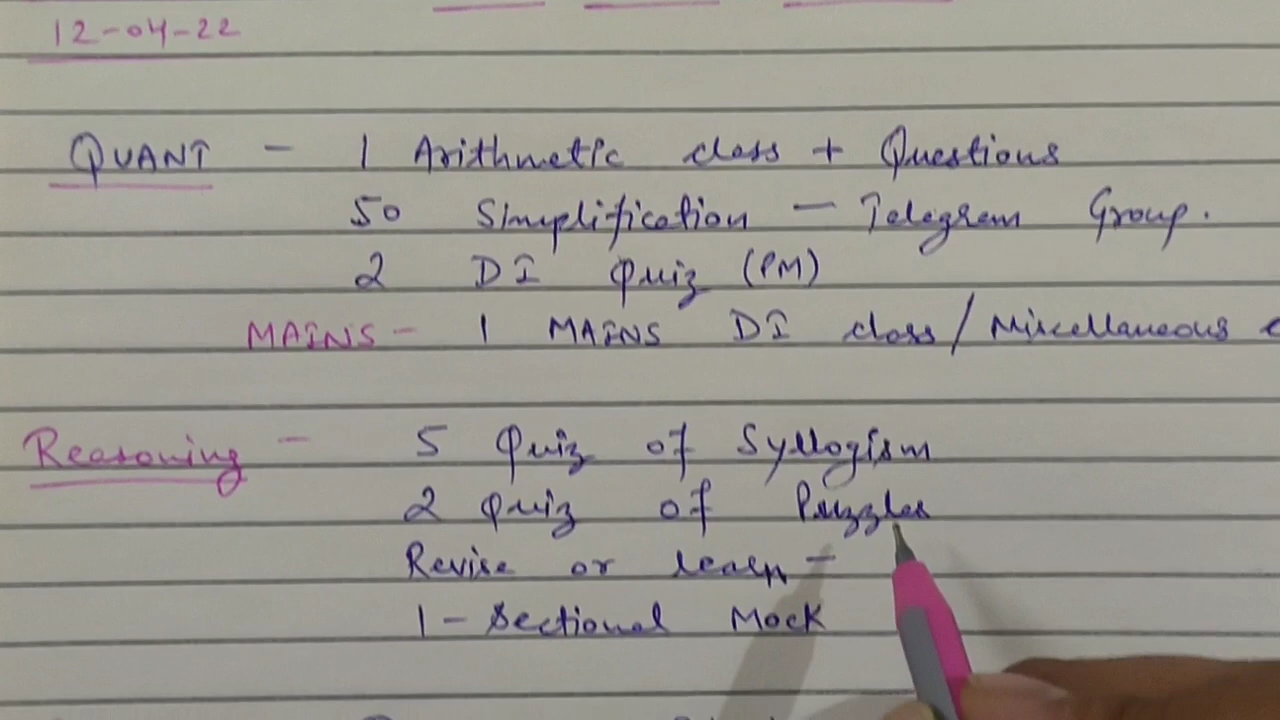 12-04-22
QUANT - 1 Arithmetic class + Questions
50 Simplification - Telegram Group.
2 DI Quiz (PM)
MAINS - 1 MAINS DI class/Miscellaneous
Reasoning - 5 Quiz of Syllogism
2 Quiz of Puzzles
Revise or learn -
1 - Sectional Mock